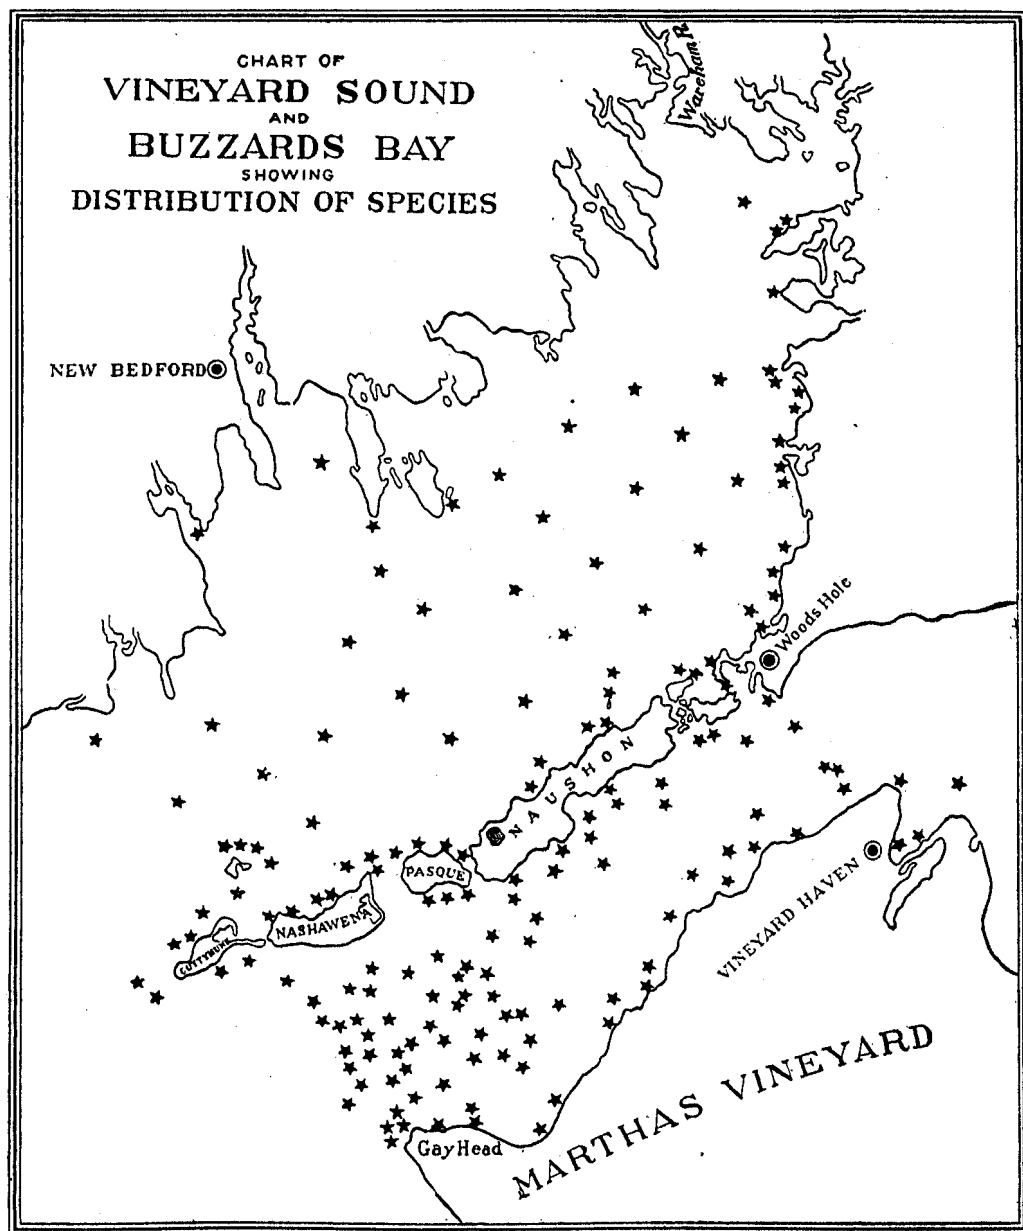 CHART OF
VINEYARD SOUND
AND
BUZZARDS BAY
SHOWING
DISTRIBUTION OF SPECIES
Wareham R.
NEW BEDFORD
Woods Hole
NAUSHON
PASQUE
NASHAWENA
CUTTYHUNK
VINEYARD HAVEN
MARTHAS VINEYARD
Gay Head